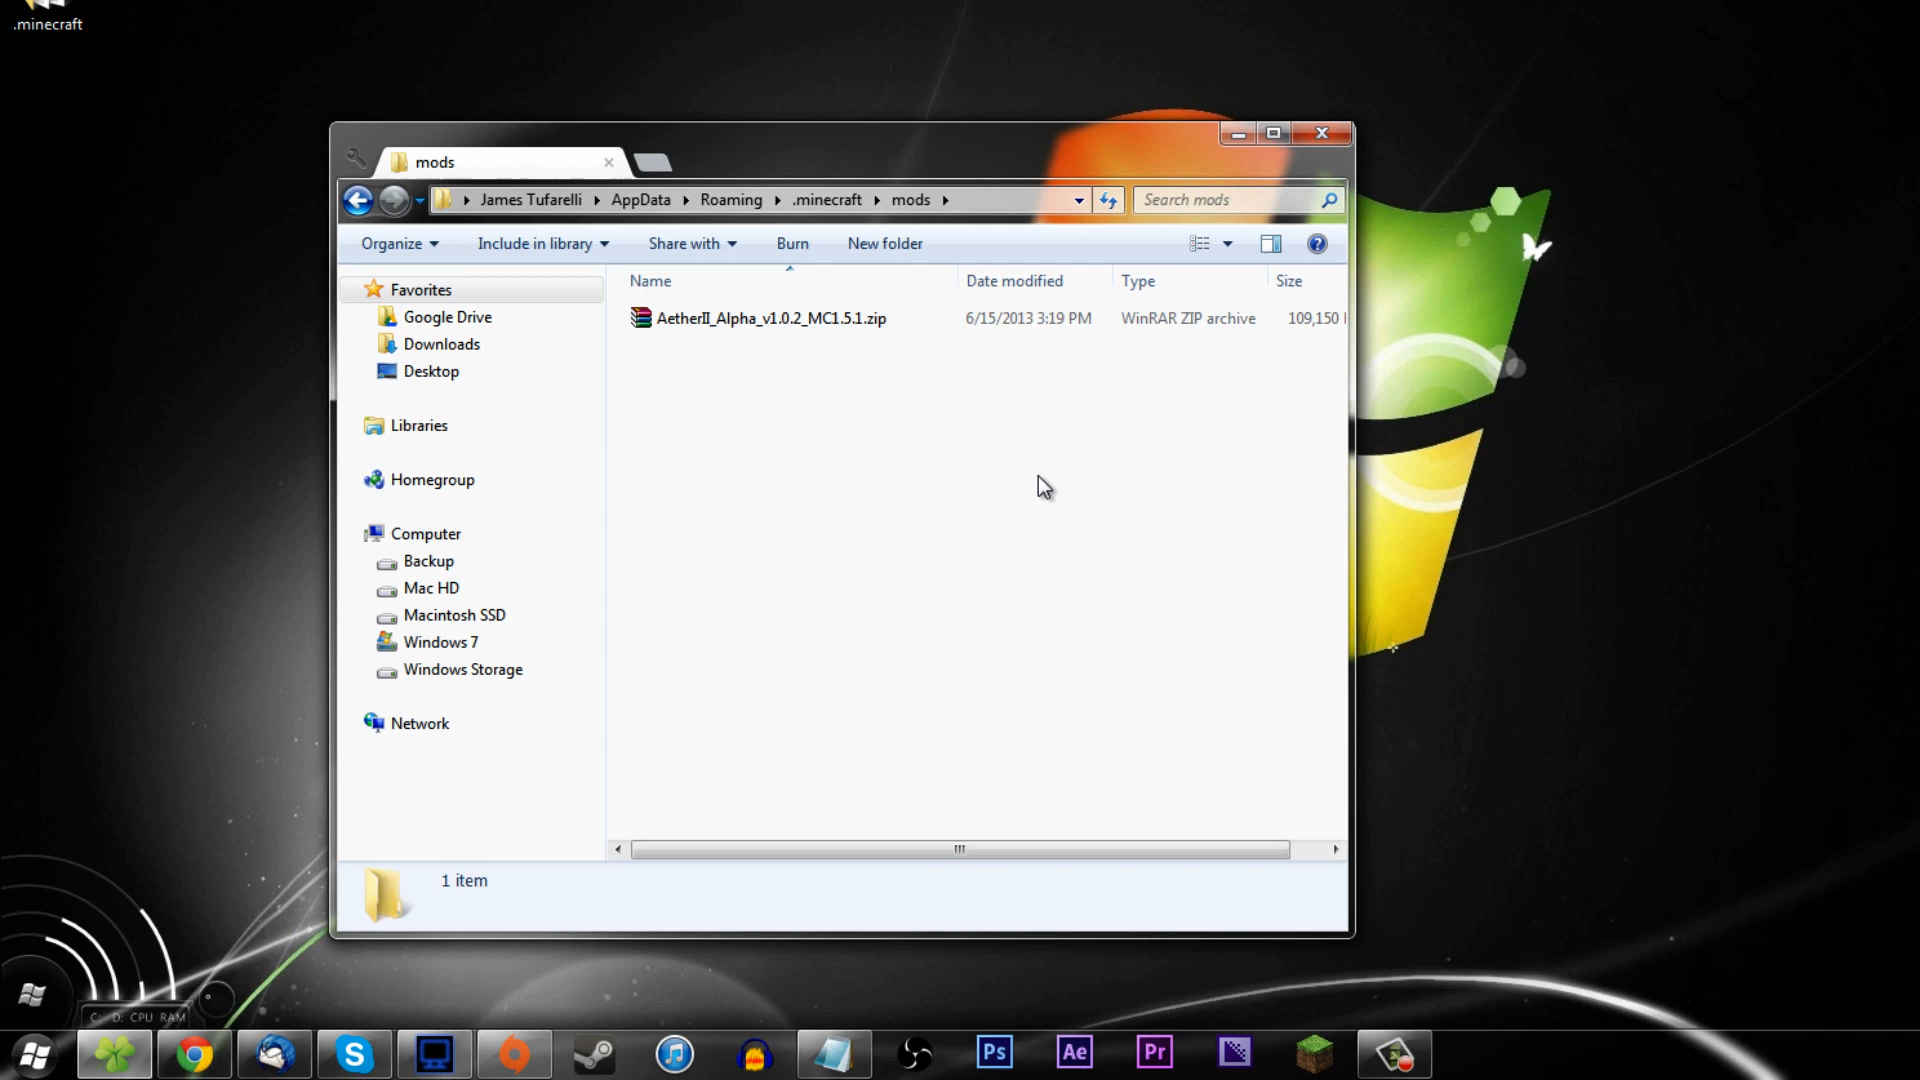 .minecraft
mods
James Tufarelli AppData Roaming .minecraft mods
Search mods
Organize Include in library Share with Burn New folder
Name Date modified Type Size
AetherII_Alpha_v1.0.2_MC1.5.1.zip 6/15/2013 3:19 PM WinRAR ZIP archive 109,150
Favorites
Google Drive
Downloads
Desktop
Libraries
Homegroup
Computer
Backup
Mac HD
Macintosh SSD
Windows 7
Windows Storage
Network
1 item
C: D: CPU RAM
Ps Ae Pr